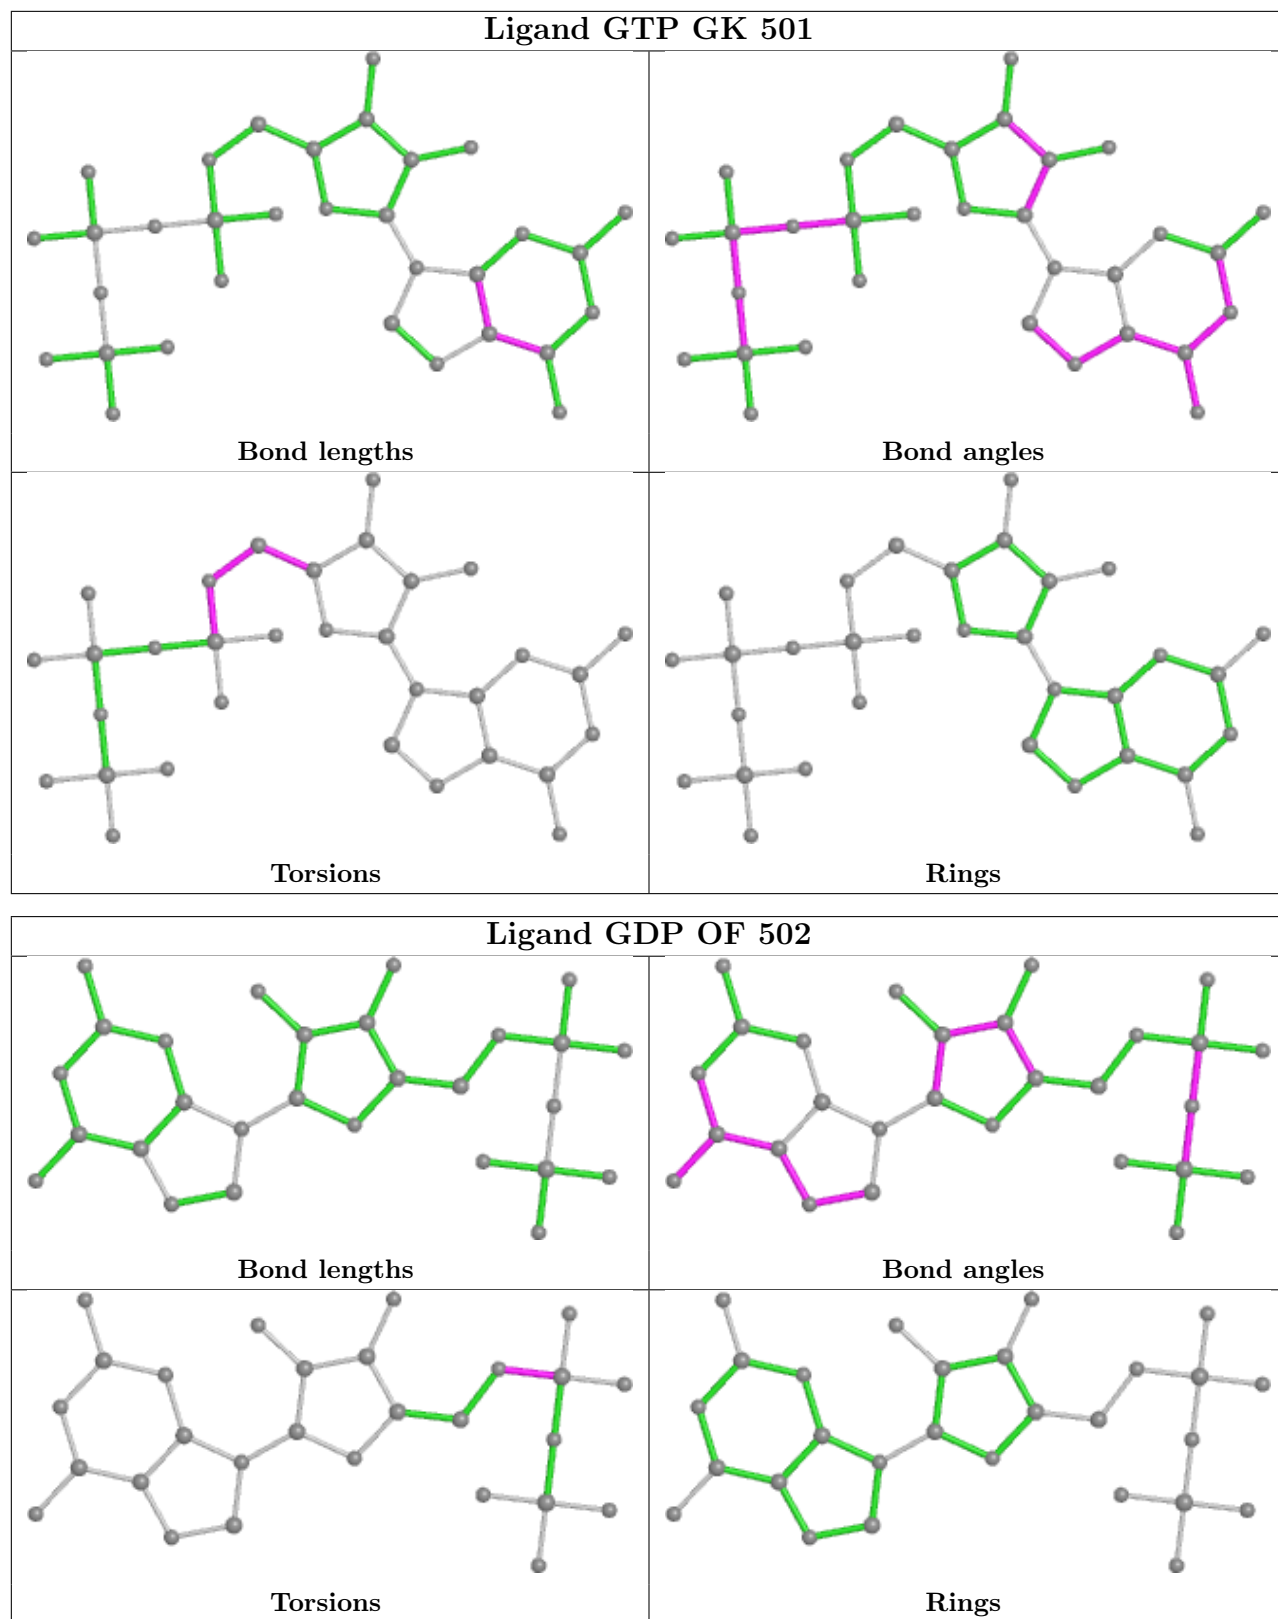 Ligand GTP GK 501
Bond lengths
Bond angles
Torsions
Rings
Ligand GDP OF 502
Bond lengths
Bond angles
Torsions
Rings